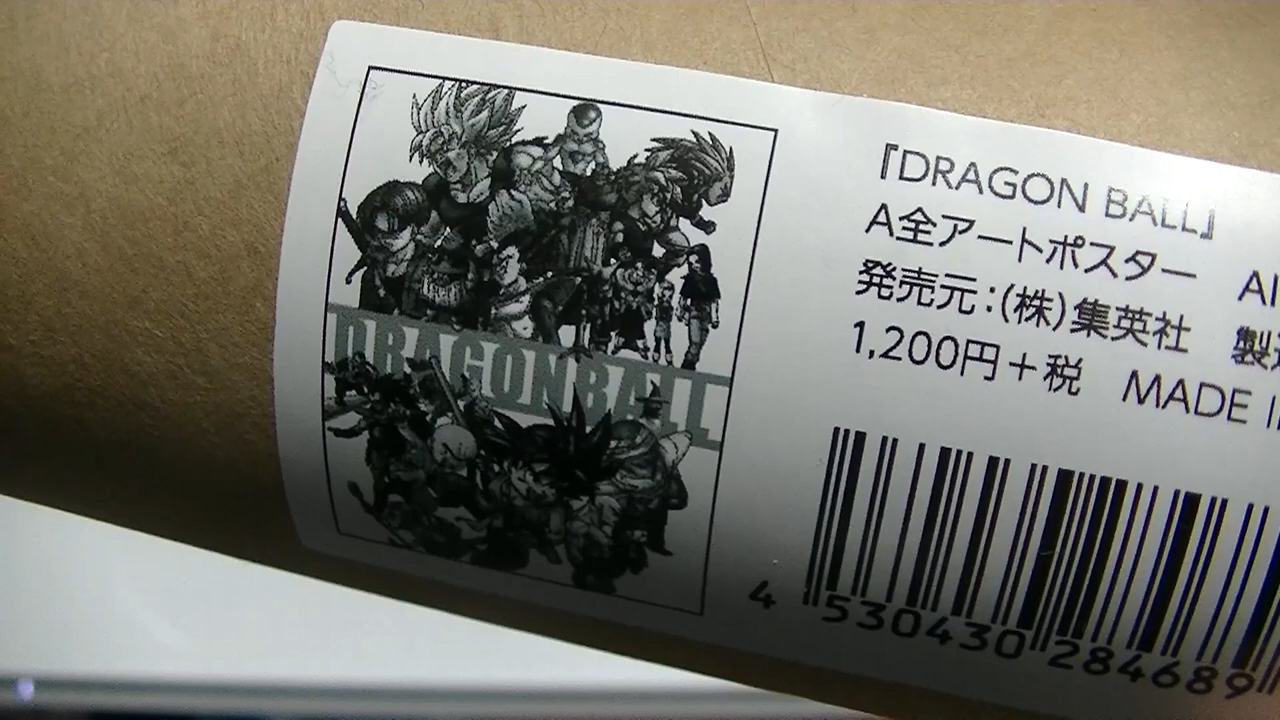 DRAGONBALL
『DRAGON BALL』
A全アートポスター
発売元:(株)集英社 製
1,200円+税 MADE
4 530430 284689